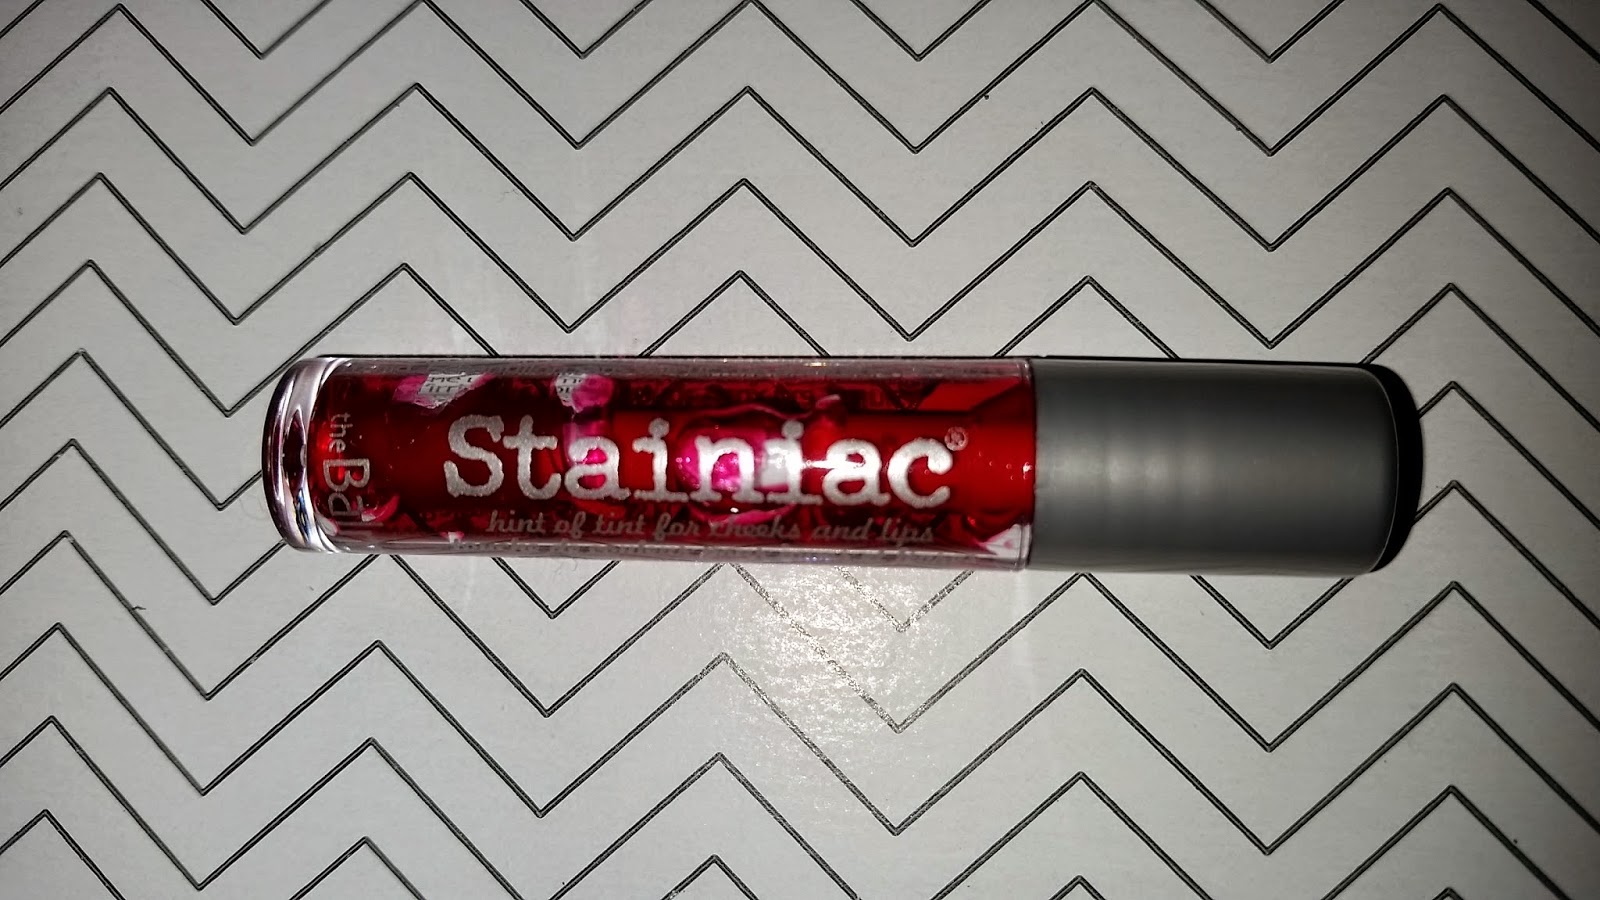 Stainiac®
hint of tint for cheeks and lips
the Ba